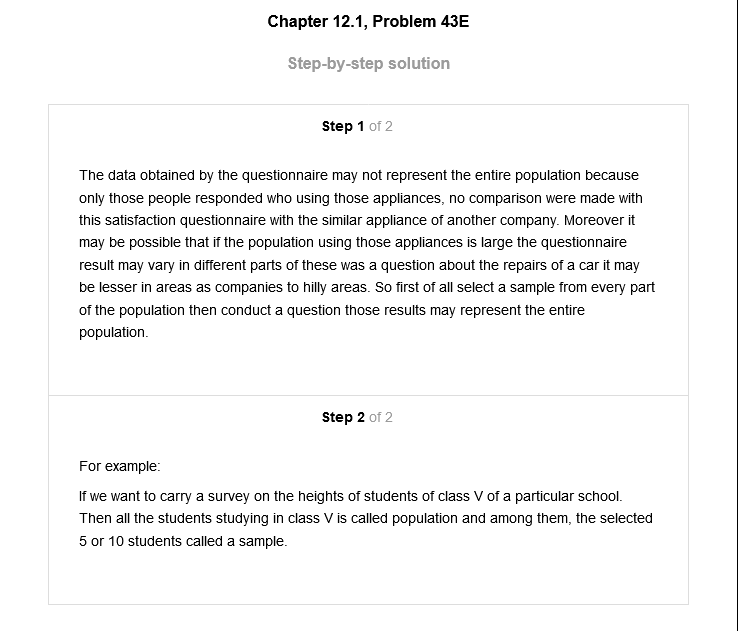 Chapter 12.1, Problem 43E
Step-by-step solution
Step 1 of 2
The data obtained by the questionnaire may not represent the entire population because
only those people responded who using those appliances, no comparison were made with
this satisfaction questionnaire with the similar appliance of another company. Moreover it
may be possible that if the population using those appliances is large the questionnaire
result may vary in different parts of these was a question about the repairs of a car it may
be lesser in areas as companies to hilly areas. So first of all select a sample from every part
of the population then conduct a question those results may represent the entire
population.
Step 2 of 2
For example:
If we want to carry a survey on the heights of students of class V of a particular school.
Then all the students studying in class V is called population and among them, the selected
5 or 10 students called a sample.